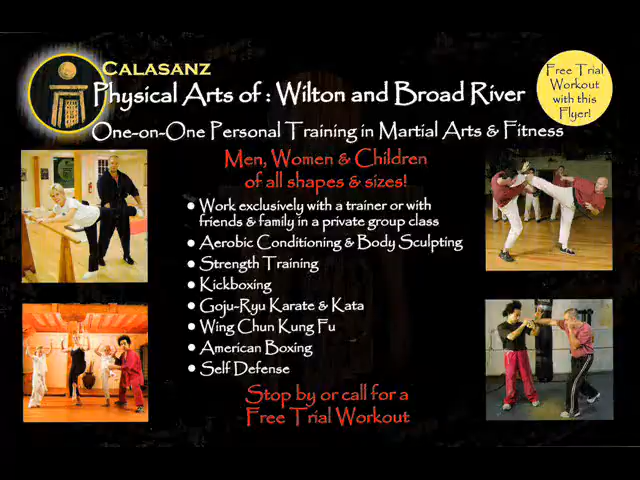 CALASANZ
Physical Arts of : Wilton and Broad River
One-on-One Personal Training in Martial Arts & Fitness
Free Trial
Workout
with this
Flyer!
Men, Women & Children
of all shapes & sizes!
• Work exclusively with a trainer or with
friends & family in a private group class
• Aerobic Conditioning & Body Sculpting
• Strength Training
• Kickboxing
• Goju-Ryu Karate & Kata
• Wing Chun Kung Fu
• American Boxing
• Self Defense
Stop by or call for a
Free Trial Workout